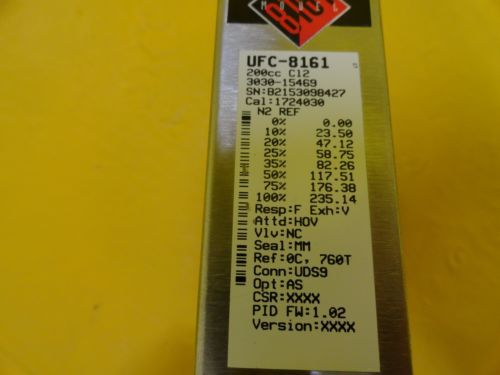 MODEL
UFC-8161
200cc Cl2
3030-15469
SN:B2153098427
Cal:1724030
N2 REF
0% 0.00
10% 23.50
20% 47.12
25% 58.75
35% 82.26
50% 117.51
75% 176.38
100% 235.14
Resp:F Exh:V
Attd:HOV
Vlv:NC
Seal:MM
Ref:0C, 760T
Conn:UDS9
Opt:AS
CSR:XXXX
PID FW:1.02
Version:XXXX